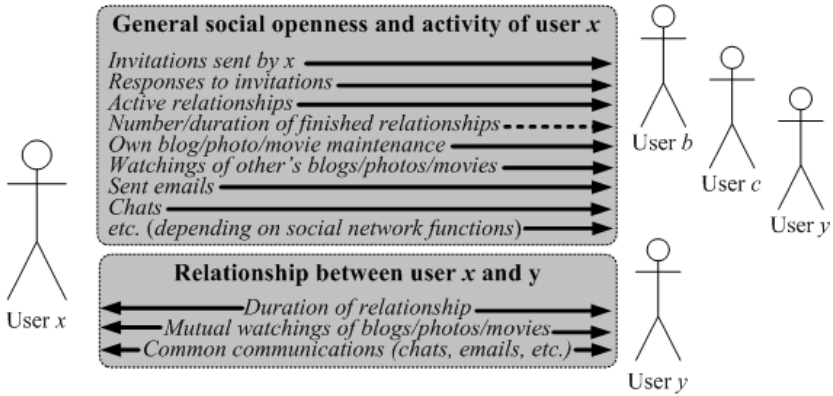 General social openness and activity of user x
Invitations sent by x
Responses to invitations
Active relationships
Number/duration of finished relationships
Own blog/photo/movie maintenance
Watchings of other's blogs/photos/movies
Sent emails
Chats
etc. (depending on social network functions)
User b
User c
User y
User x
Relationship between user x and y
Duration of relationship
Mutual watchings of blogs/photos/movies
Common communications (chats, emails, etc.)
User y